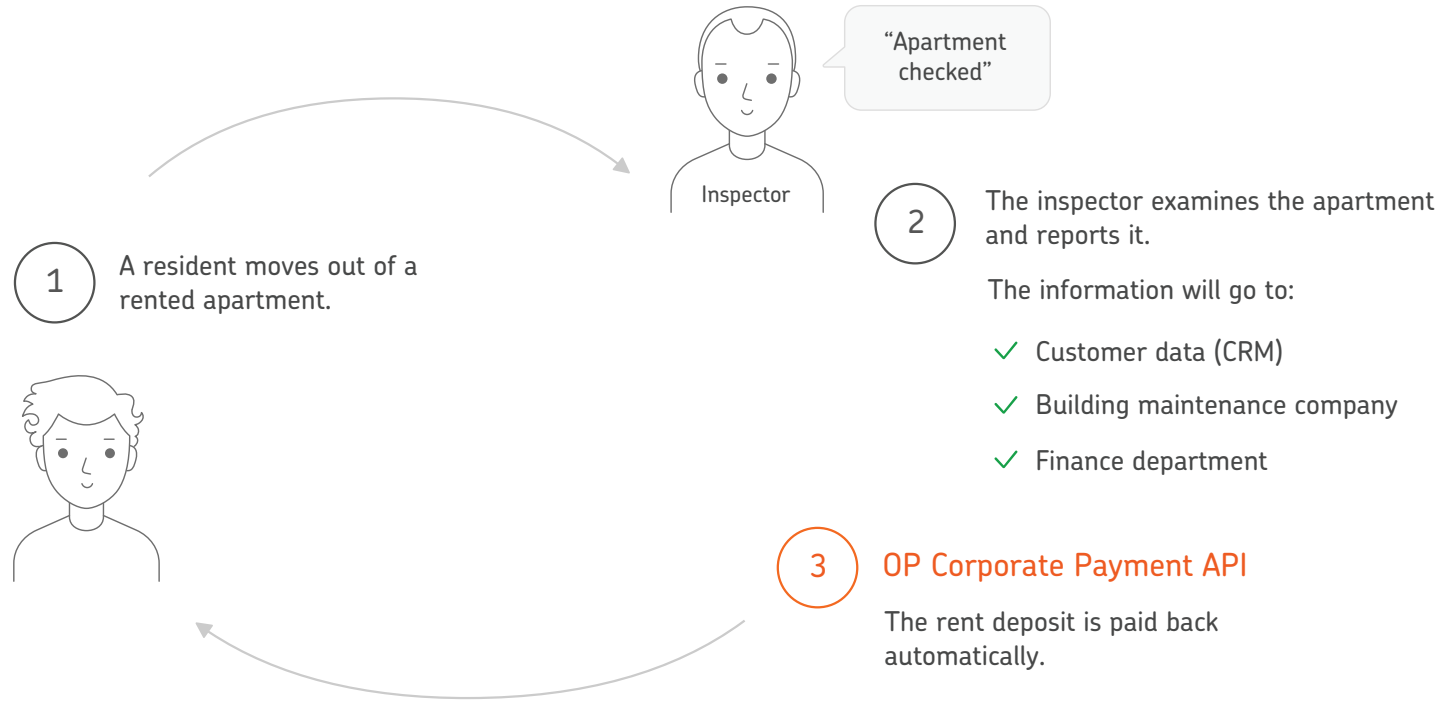 1
A resident moves out of a
rented apartment.
“Apartment
checked”
Inspector
2
The inspector examines the apartment
and reports it.
The information will go to:
Customer data (CRM)
Building maintenance company
Finance department
3
OP Corporate Payment API
The rent deposit is paid back
automatically.